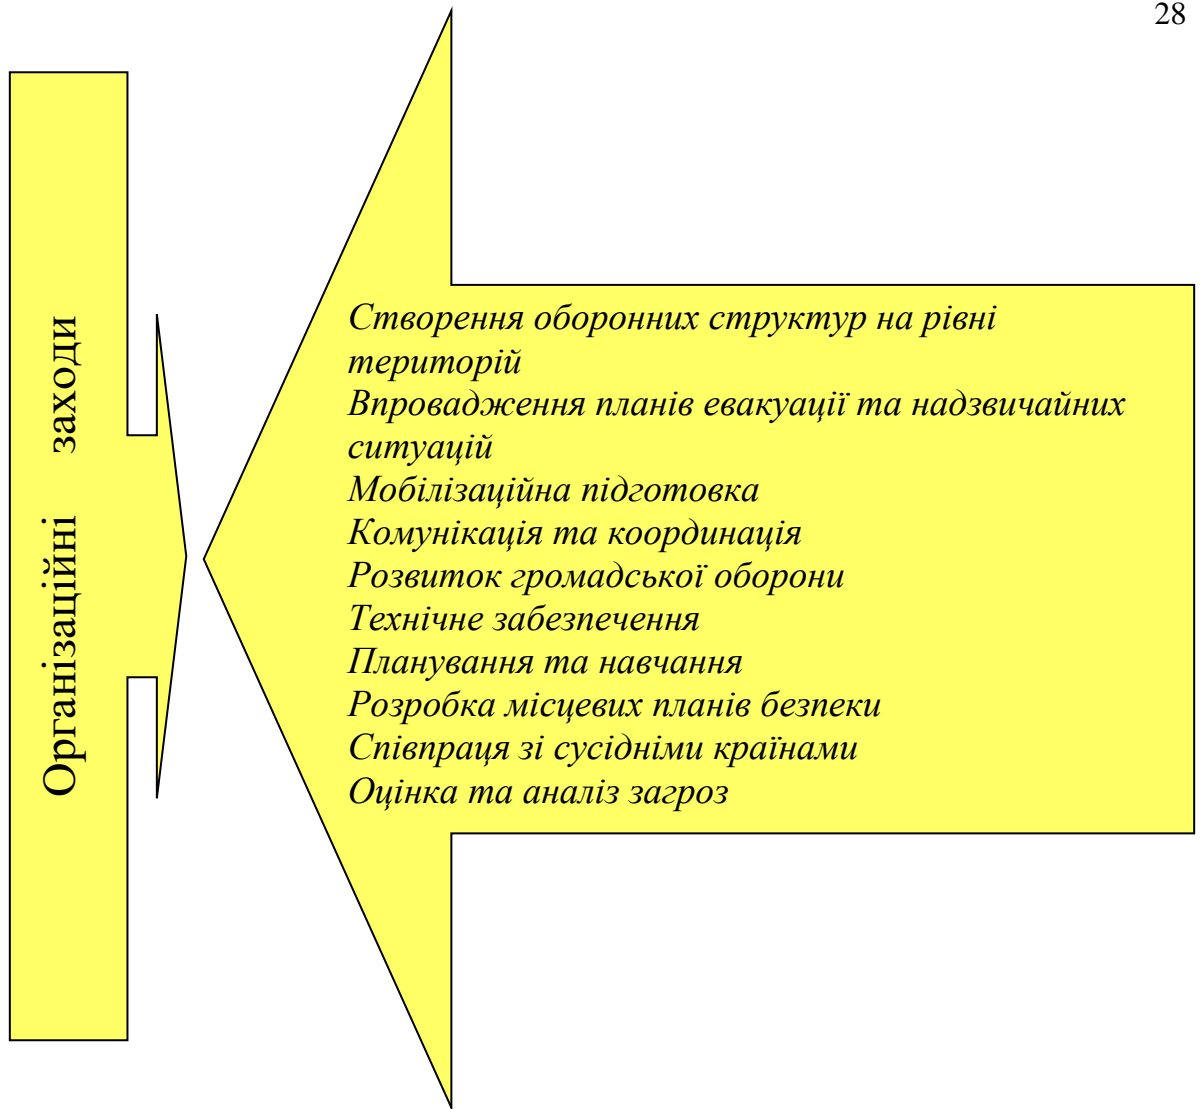 28
Організаційні заходи
Створення оборонних структур на рівні
територій
Впровадження планів евакуації та надзвичайних
ситуацій
Мобілізаційна підготовка
Комунікація та координація
Розвиток громадської оборони
Технічне забезпечення
Планування та навчання
Розробка місцевих планів безпеки
Співпраця зі сусідніми країнами
Оцінка та аналіз загроз